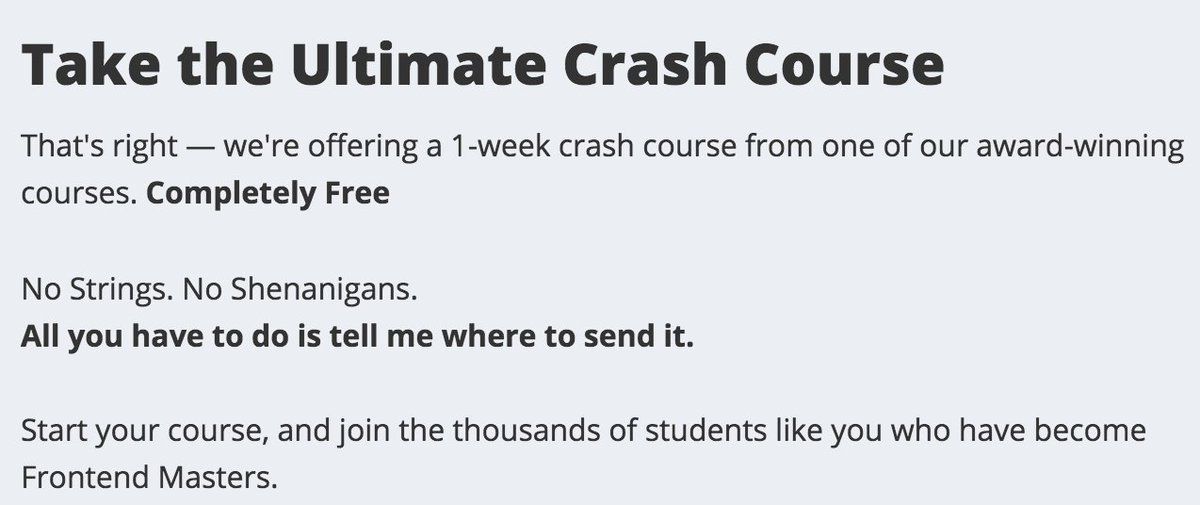 Take the Ultimate Crash Course
That's right — we're offering a 1-week crash course from one of our award-winning
courses. Completely Free
No Strings. No Shenanigans.
All you have to do is tell me where to send it.
Start your course, and join the thousands of students like you who have become
Frontend Masters.